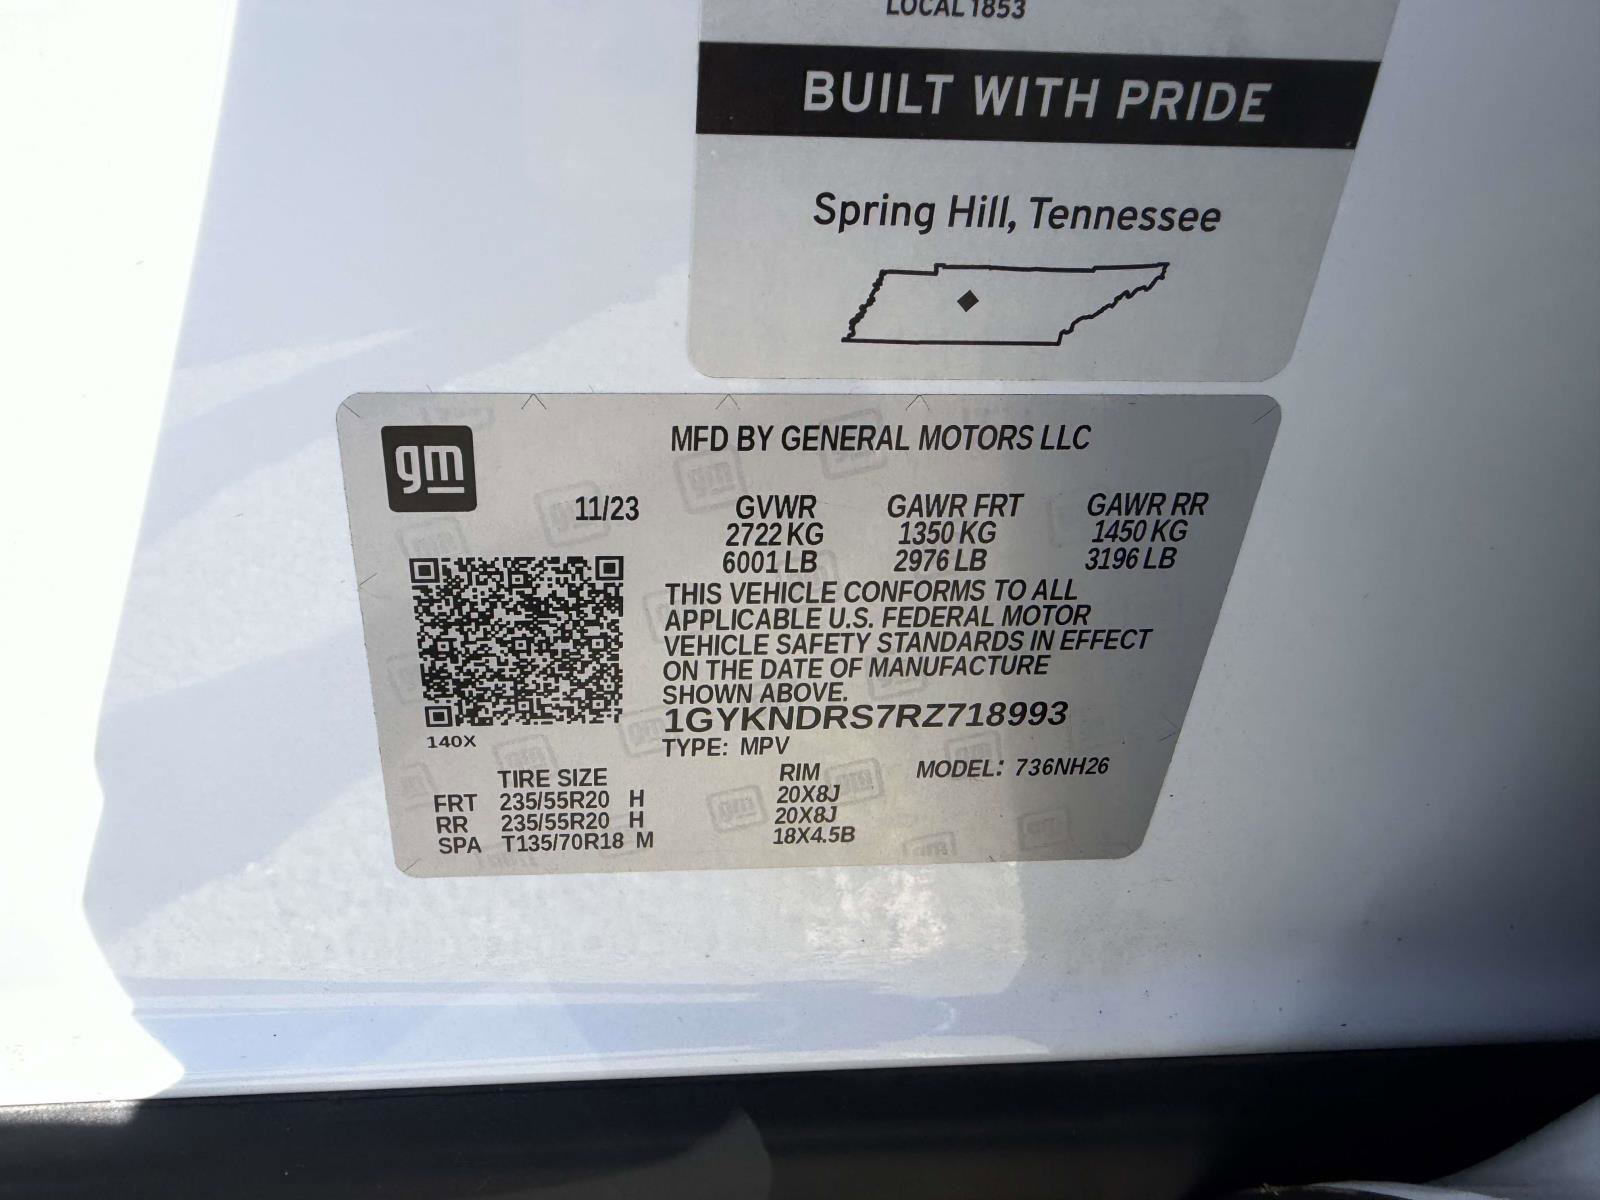 LOCAL 1853
BUILT WITH PRIDE
Spring Hill, Tennessee
gm
MFD BY GENERAL MOTORS LLC
11/23 GVWR GAWR FRT GAWR RR
2722 KG 1350 KG 1450 KG
6001 LB 2976 LB 3196 LB
THIS VEHICLE CONFORMS TO ALL
APPLICABLE U.S. FEDERAL MOTOR
VEHICLE SAFETY STANDARDS IN EFFECT
ON THE DATE OF MANUFACTURE
SHOWN ABOVE.
1GYKNDRS7RZ718993
140X
TYPE: MPV
TIRE SIZE RIM MODEL: 736NH26
FRT 235/55R20 H 20X8J
RR 235/55R20 H 20X8J
SPA T135/70R18 M 18X4.5B